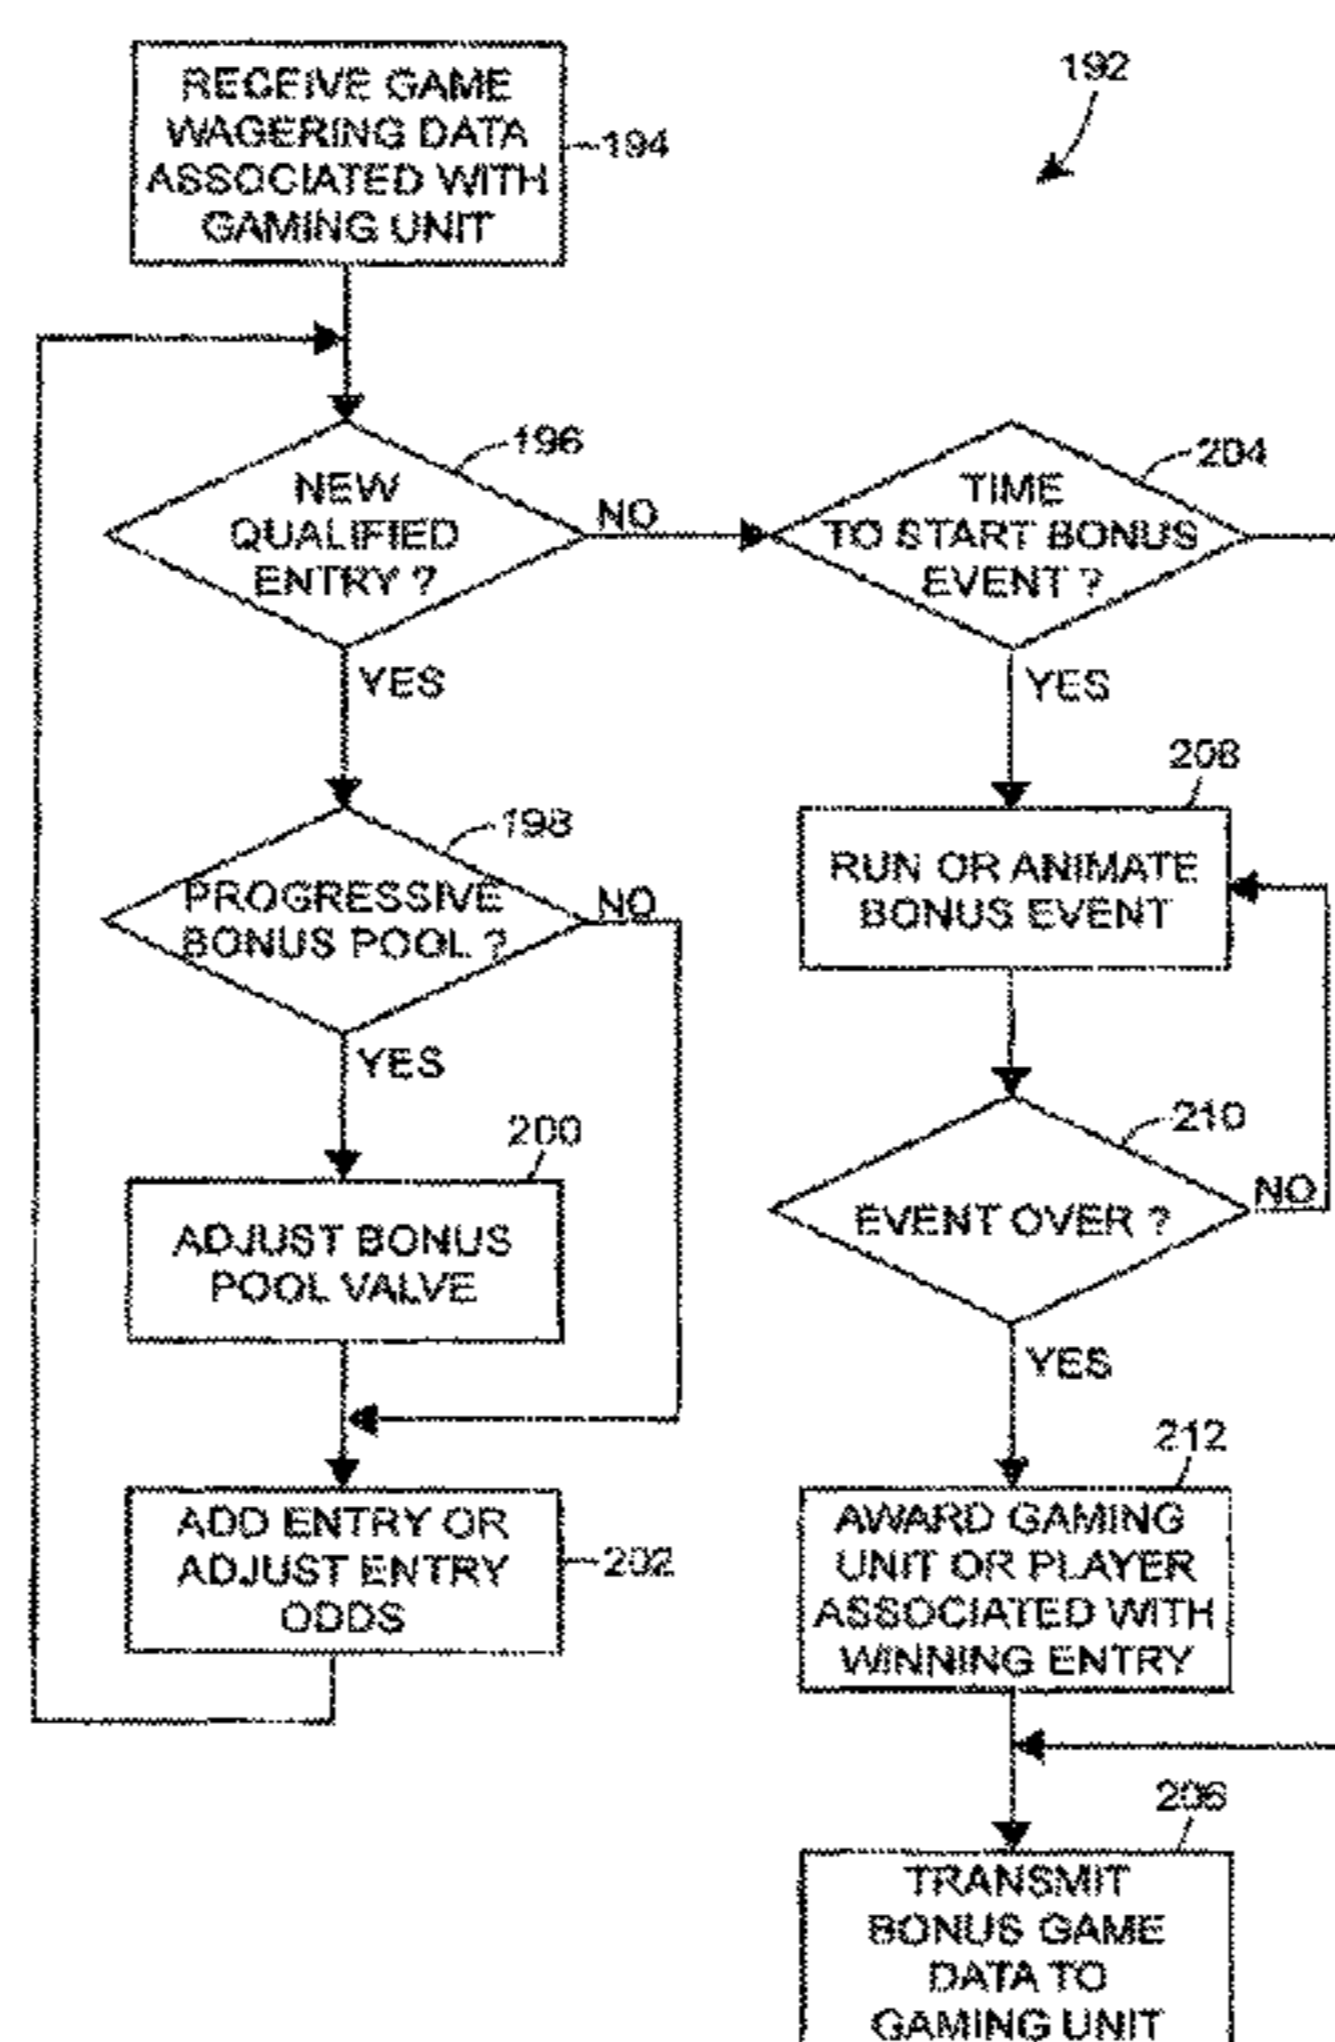 RECEIVE GAME
WAGERING DATA
ASSOCIATED WITH
GAMING UNIT
194
192
196
NEW
QUALIFIED
ENTRY ?
NO
YES
204
TIME
TO START BONUS
EVENT ?
YES
198
PROGRESSIVE
BONUS POOL ?
NO
YES
208
RUN OR ANIMATE
BONUS EVENT
200
ADJUST BONUS
POOL VALVE
210
EVENT OVER ?
NO
YES
202
ADD ENTRY OR
ADJUST ENTRY
ODDS
212
AWARD GAMING
UNIT OR PLAYER
ASSOCIATED WITH
WINNING ENTRY
206
TRANSMIT
BONUS GAME
DATA TO
GAMING UNIT